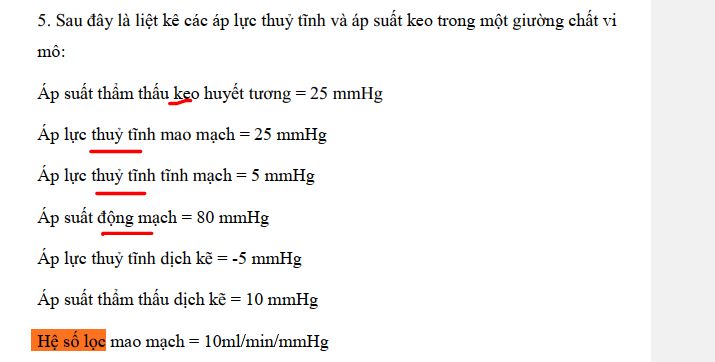 5. Sau đây là liệt kê các áp lực thuỷ tĩnh và áp suất keo trong một giường chất vi
mô:
Áp suất thẩm thấu keo huyết tương = 25 mmHg
Áp lực thuỷ tĩnh mao mạch = 25 mmHg
Áp lực thuỷ tĩnh tĩnh mạch = 5 mmHg
Áp suất động mạch = 80 mmHg
Áp lực thuỷ tĩnh dịch kẽ = -5 mmHg
Áp suất thẩm thấu dịch kẽ = 10 mmHg
Hệ số lọc mao mạch = 10ml/min/mmHg